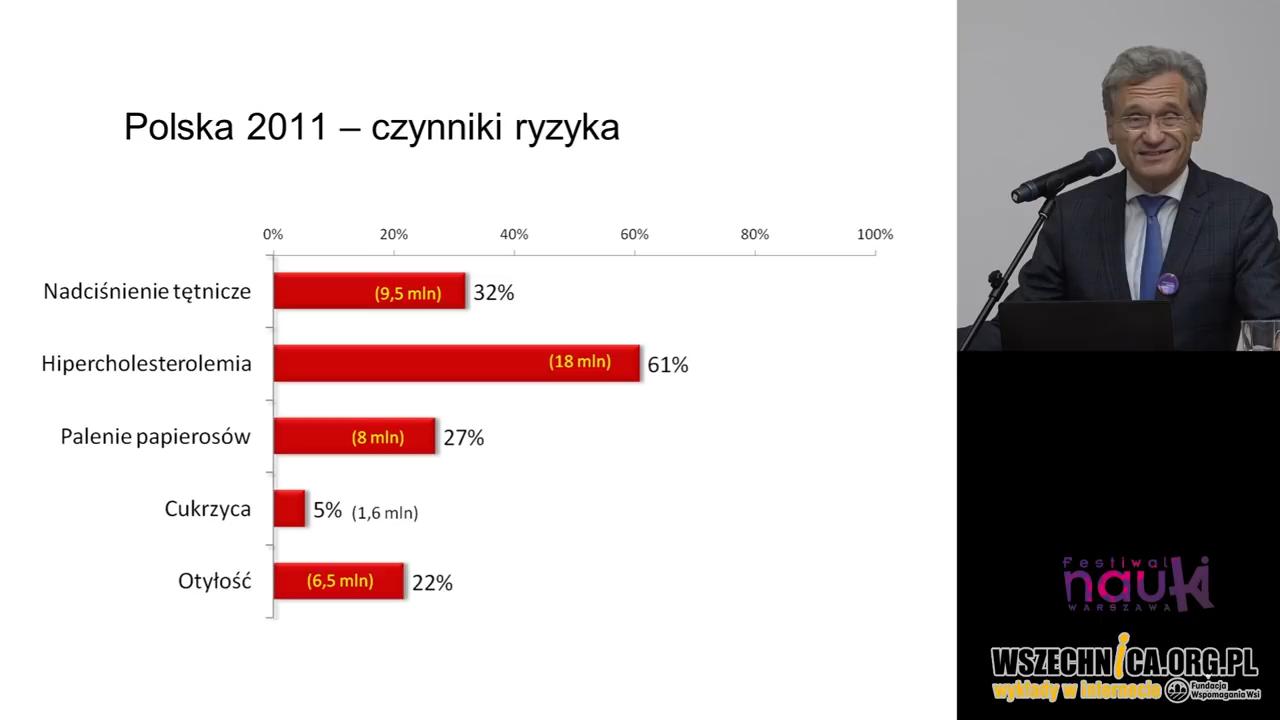 Polska 2011 – czynniki ryzyka
0% 20% 40% 60% 80% 100%
Nadciśnienie tętnicze (9,5 mln) 32%
Hipercholesterolemia (18 mln) 61%
Palenie papierosów (8 mln) 27%
Cukrzyca 5% (1,6 mln)
Otyłość (6,5 mln) 22%
Festiwal
nauki
WARSZAWA
WSZECHNICA.ORG.PL
wykłady w internecie
Fundacja
Wspomagania Wsi